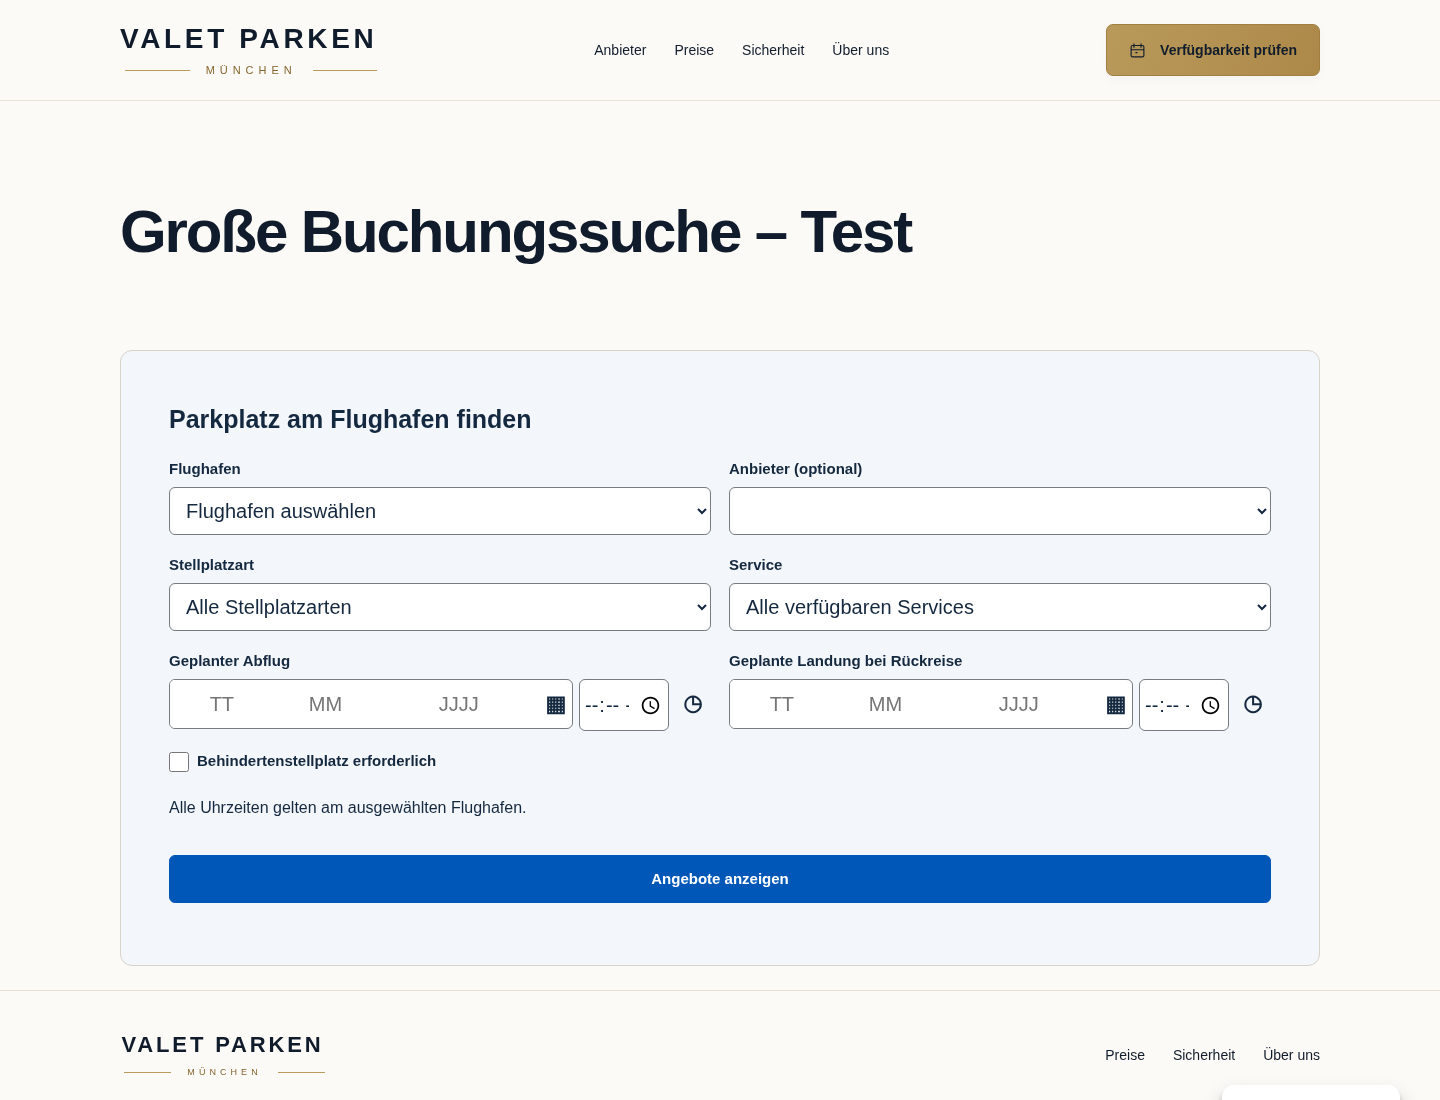 VALET PARKEN
MÜNCHEN
Anbieter Preise Sicherheit Über uns
Verfügbarkeit prüfen
Große Buchungssuche – Test
Parkplatz am Flughafen finden
Flughafen Anbieter (optional)
Flughafen auswählen
Stellplatzart Service
Alle Stellplatzarten Alle verfügbaren Services
Geplanter Abflug Geplante Landung bei Rückreise
TT MM JJJJ --:-- - TT MM JJJJ --:-- -
Behindertenstellplatz erforderlich
Alle Uhrzeiten gelten am ausgewählten Flughafen.
Angebote anzeigen
VALET PARKEN
MÜNCHEN
Preise Sicherheit Über uns